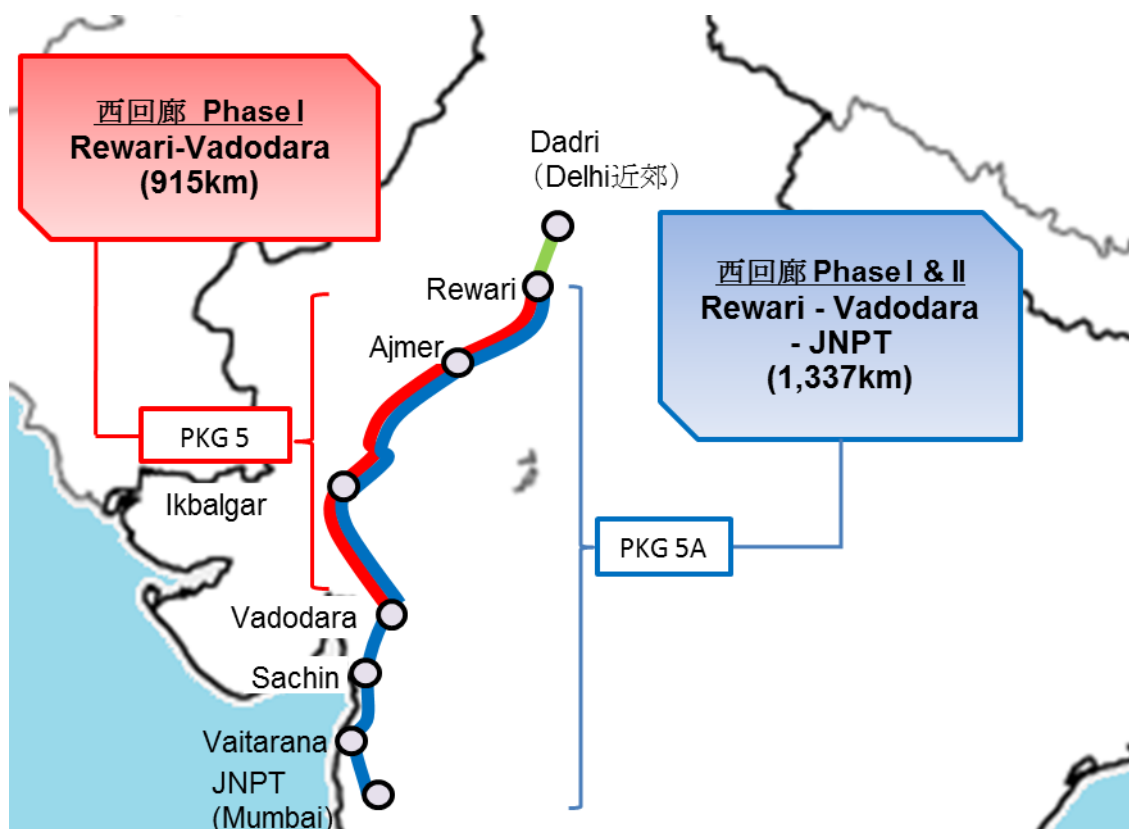 西回廊 Phase I
Rewari-Vadodara
(915km)
Dadri
（Delhi近郊）
西回廊 Phase I & II
Rewari - Vadodara
- JNPT
(1,337km)
Rewari
Ajmer
PKG 5
Ikbalgar
PKG 5A
Vadodara
Sachin
Vaitarana
JNPT
(Mumbai)